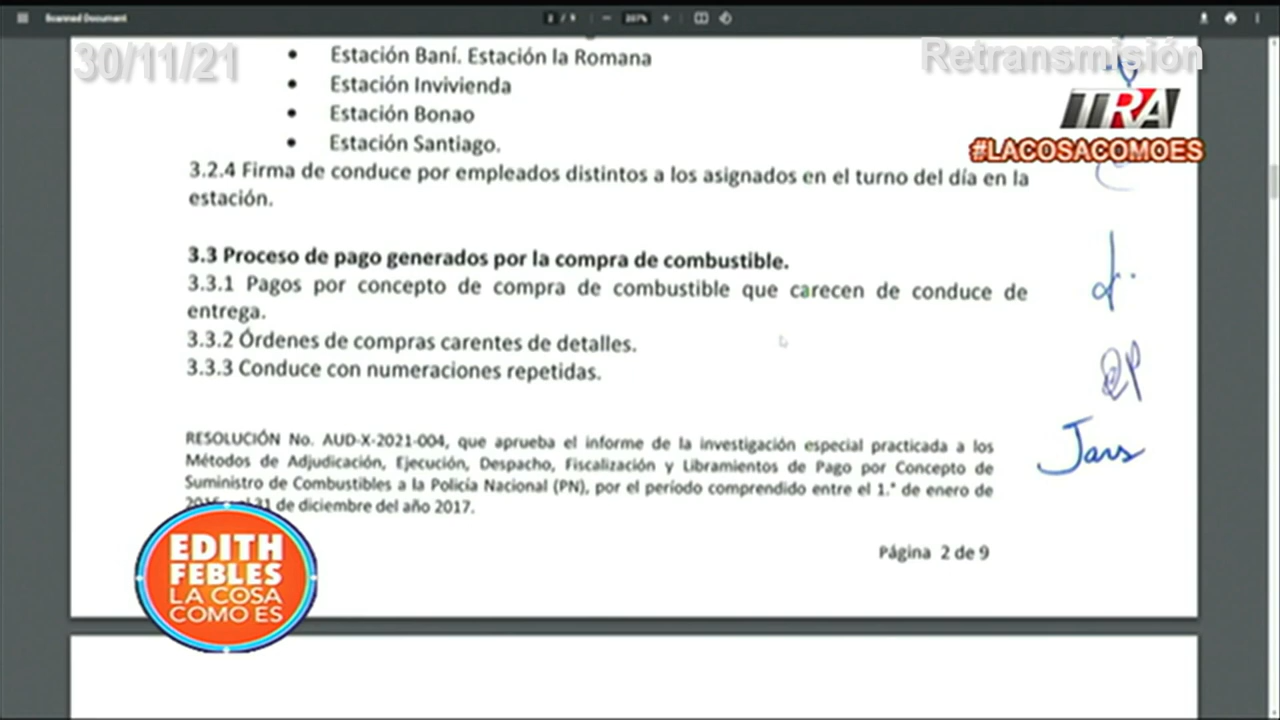 Scanned Document
2 / 9
207%
30/11/21
Retransmisión
TRA
#LACOSACOMOES
Estación Baní. Estación la Romana
Estación Invivienda
Estación Bonao
Estación Santiago.
3.2.4 Firma de conduce por empleados distintos a los asignados en el turno del día en la
estación.
3.3 Proceso de pago generados por la compra de combustible.
3.3.1 Pagos por concepto de compra de combustible que carecen de conduce de
entrega.
3.3.2 Órdenes de compras carentes de detalles.
3.3.3 Conduce con numeraciones repetidas.
RESOLUCIÓN No. AUD-X-2021-004, que aprueba el informe de la investigación especial practicada a los
Métodos de Adjudicación, Ejecución, Despacho, Fiscalización y Libramientos de Pago por Concepto de
Suministro de Combustibles a la Policía Nacional (PN), por el período comprendido entre el 1.° de enero de
31 de diciembre del año 2017.
Página 2 de 9
EDITH
FEBLES
LA COSA
COMO ES